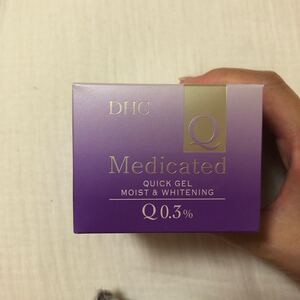 DHC
Q
Medicated
QUICK GEL
MOIST & WHITENING
Q 0.3%